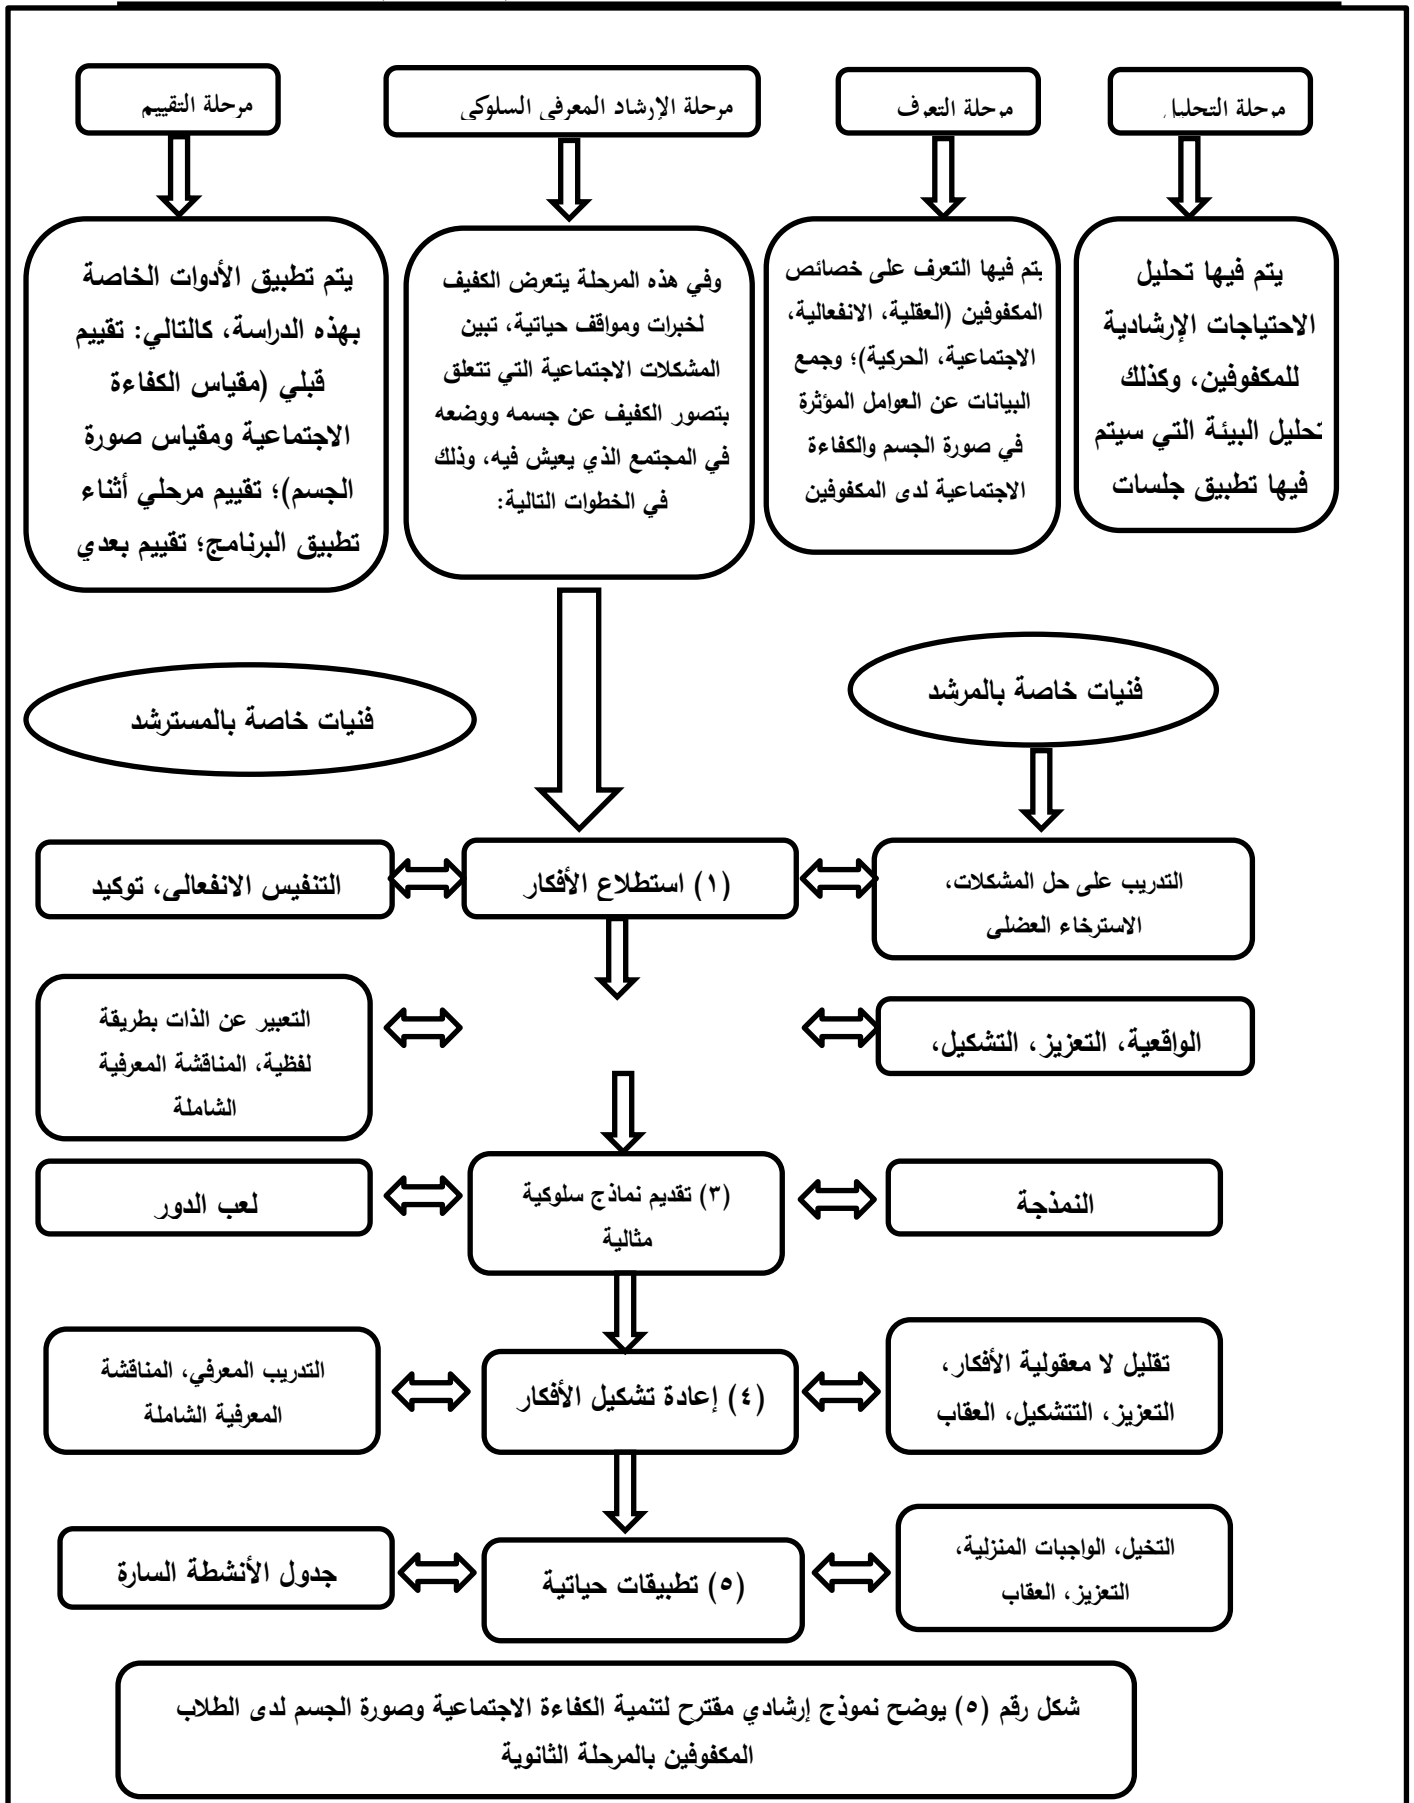 مرحلة التحليل
مرحلة التعرف
مرحلة الإرشاد المعرفي السلوكي
مرحلة التقييم
يتم فيها تحليل
الاحتياجات الإرشادية
للمكفوفين، وكذلك
تحليل البيئة التي سيتم
فيها تطبيق جلسات
يتم فيها التعرف على خصائص
المكفوفين (العقلية، الانفعالية،
الاجتماعية، الحركية)؛ وجمع
البيانات عن العوامل المؤثرة
في صورة الجسم والكفاءة
الاجتماعية لدى المكفوفين
وفي هذه المرحلة يتعرض الكفيف
لخبرات ومواقف حياتية، تبين
المشكلات الاجتماعية التي تتعلق
بتصور الكفيف عن جسمه ووضعه
في المجتمع الذي يعيش فيه، وذلك
في الخطوات التالية:
يتم تطبيق الأدوات الخاصة
بهذه الدراسة، كالتالي: تقييم
قبلي (مقياس الكفاءة
الاجتماعية ومقياس صورة
الجسم)؛ تقييم مرحلي أثناء
تطبيق البرنامج؛ تقييم بعدي
فنيات خاصة بالمرشد
فنيات خاصة بالمسترشد
التدريب على حل المشكلات،
الاسترخاء العضلي
(١) استطلاع الأفكار
التنفيس الانفعالي، توكيد
الواقعية، التعزيز، التشكيل،
التعبير عن الذات بطريقة
لفظية، المناقشة المعرفية
الشاملة
النمذجة
(٣) تقديم نماذج سلوكية
مثالية
لعب الدور
تقليل لا معقولية الأفكار،
التعزيز، التتشكيل، العقاب
(٤) إعادة تشكيل الأفكار
التدريب المعرفي، المناقشة
المعرفية الشاملة
التخيل، الواجبات المنزلية،
التعزيز، العقاب
(٥) تطبيقات حياتية
جدول الأنشطة السارة
شكل رقم (٥) يوضح نموذج إرشادي مقترح لتنمية الكفاءة الاجتماعية وصورة الجسم لدى الطلاب
المكفوفين بالمرحلة الثانوية